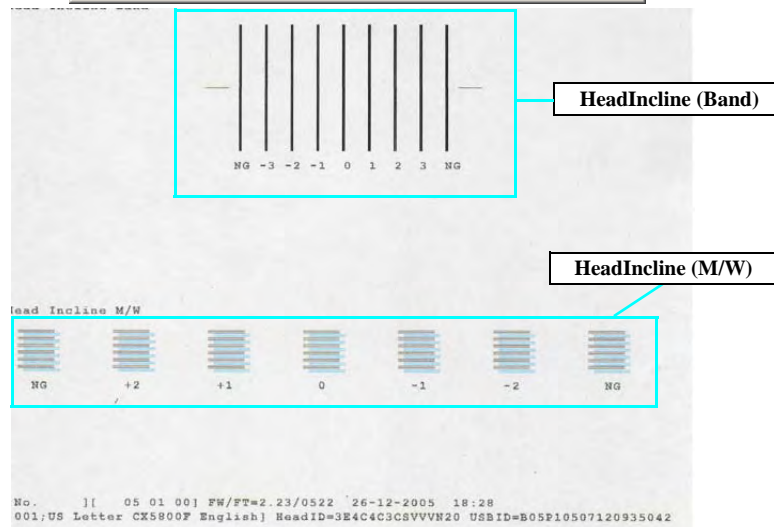 Incline
HeadIncline (Band)
NG -3 -2 -1 0 1 2 3 NG
HeadIncline (M/W)
Head Incline M/W
NG +2 +1 0 -1 -2 NG
No. ][ 05 01 00] FW/FT=2.23/0522 26-12-2005 18:28
001;US Letter CX5800F English] HeadID=3E4C4C3CSVVVN20 USBID=B05P10507120935042